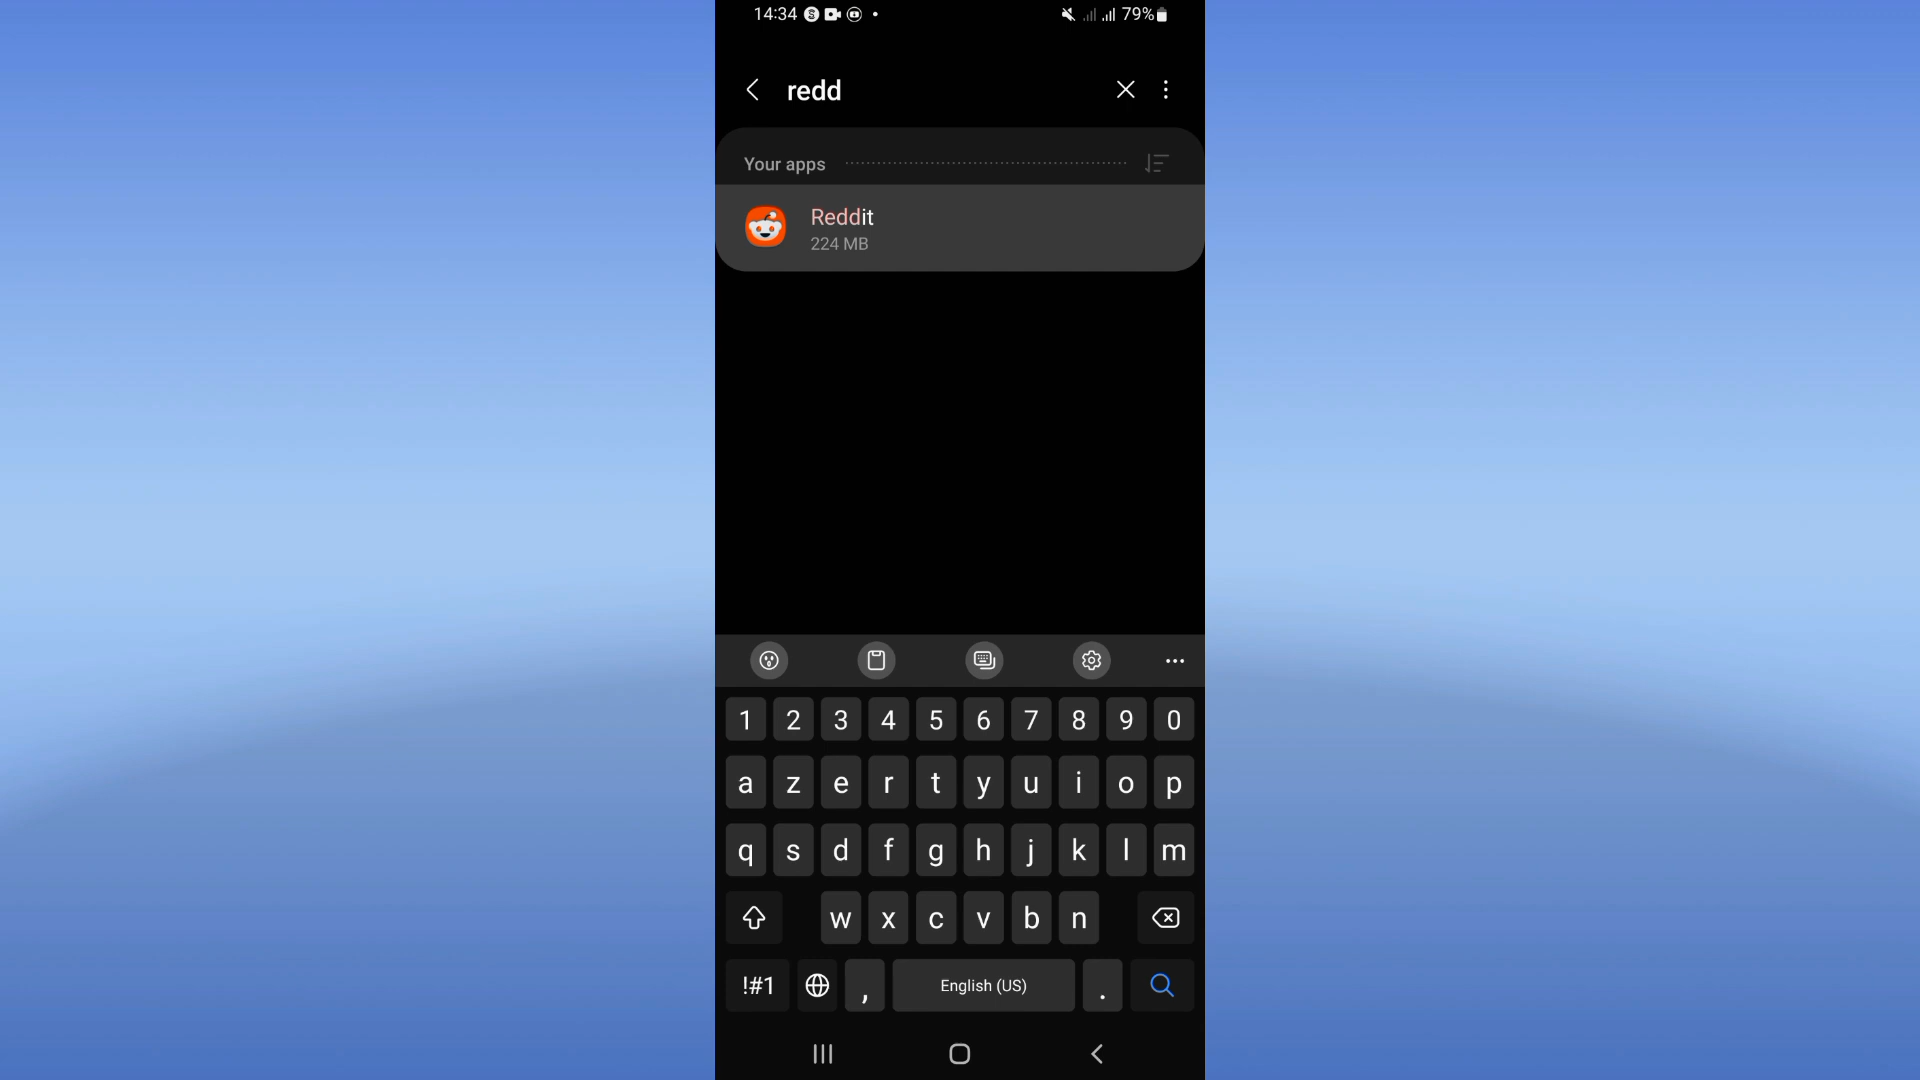 14:34 79%
redd
Your apps
Reddit
224 MB
1 2 3 4 5 6 7 8 9 0
a z e r t y u i o p
q s d f g h j k l m
w x c v b n
!#1 , English (US) .